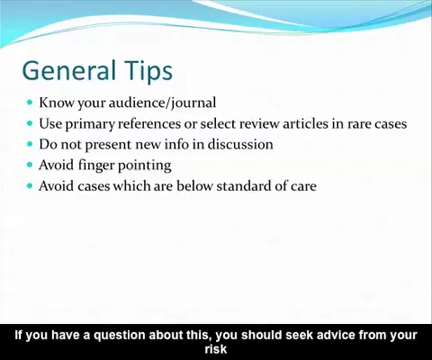 General Tips
Know your audience/journal
Use primary references or select review articles in rare cases
Do not present new info in discussion
Avoid finger pointing
Avoid cases which are below standard of care
If you have a question about this, you should seek advice from your
risk